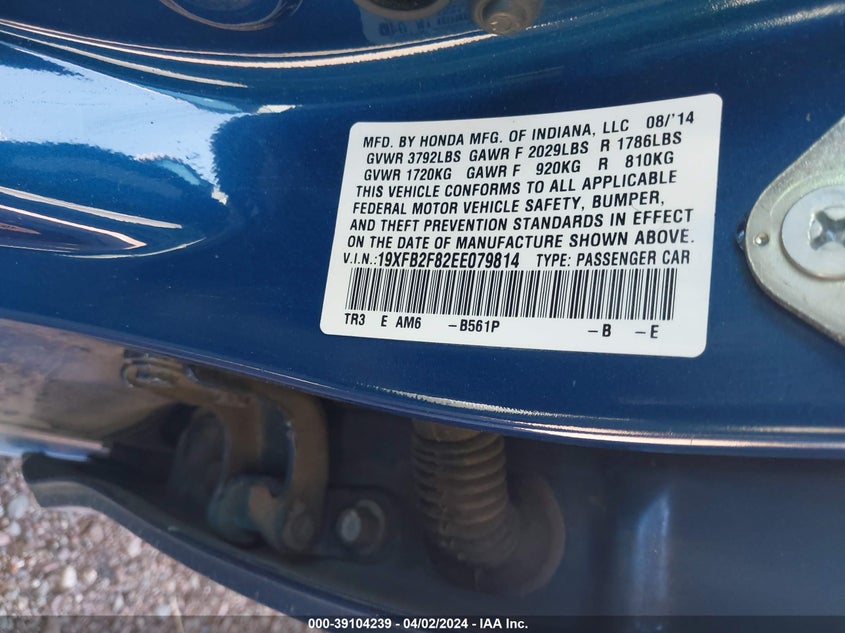 MFD. BY HONDA MFG. OF INDIANA, LLC 08/'14
GVWR 3792LBS GAWR F 2029LBS R 1786LBS
GVWR 1720KG GAWR F 920KG R 810KG
THIS VEHICLE CONFORMS TO ALL APPLICABLE
FEDERAL MOTOR VEHICLE SAFETY, BUMPER,
AND THEFT PREVENTION STANDARDS IN EFFECT
ON THE DATE OF MANUFACTURE SHOWN ABOVE.
V.I.N.:19XFB2F82EE079814 TYPE: PASSENGER CAR
TR3 E AM6 -B561P -B -E
000-39104239 - 04/02/2024 - IAA Inc.